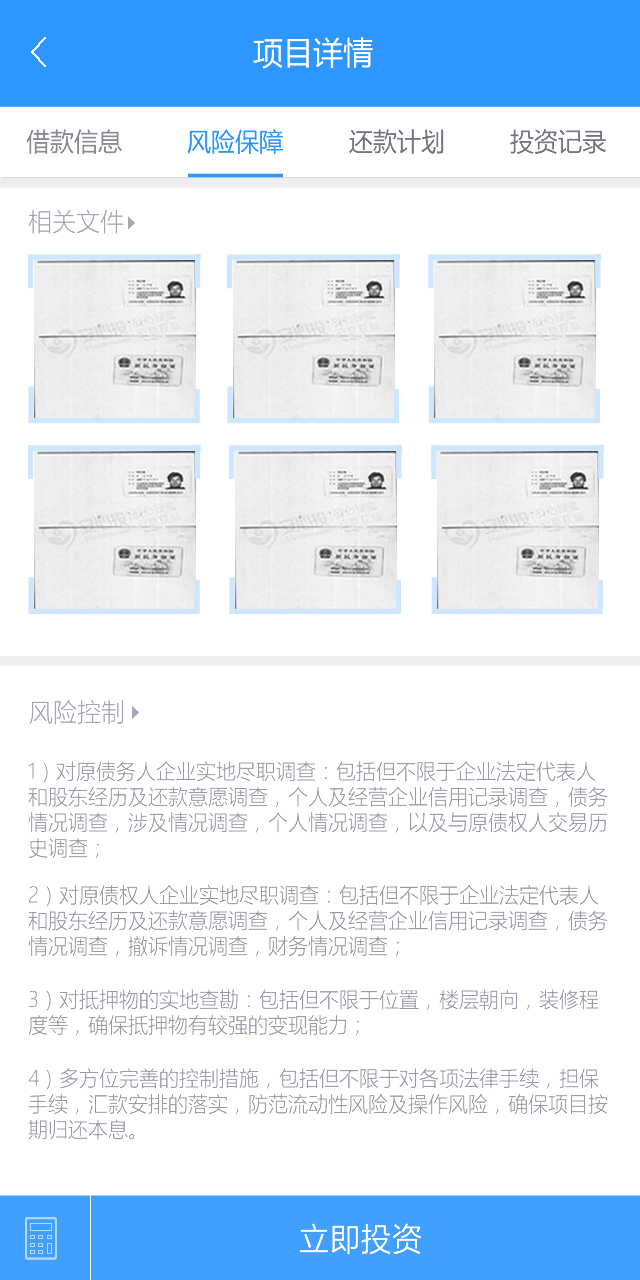 项目详情
借款信息 风险保障 还款计划 投资记录
相关文件
风险控制
1）对原债务人企业实地尽职调查：包括但不限于企业法定代表人
和股东经历及还款意愿调查，个人及经营企业信用记录调查，债务
情况调查，涉及情况调查，个人情况调查，以及与原债权人交易历
史调查；
2）对原债权人企业实地尽职调查：包括但不限于企业法定代表人
和股东经历及还款意愿调查，个人及经营企业信用记录调查，债务
情况调查，撤诉情况调查，财务情况调查；
3）对抵押物的实地查勘：包括但不限于位置，楼层朝向，装修程
度等，确保抵押物有较强的变现能力；
4）多方位完善的控制措施，包括但不限于对各项法律手续，担保
手续，汇款安排的落实，防范流动性风险及操作风险，确保项目按
期归还本息。
立即投资